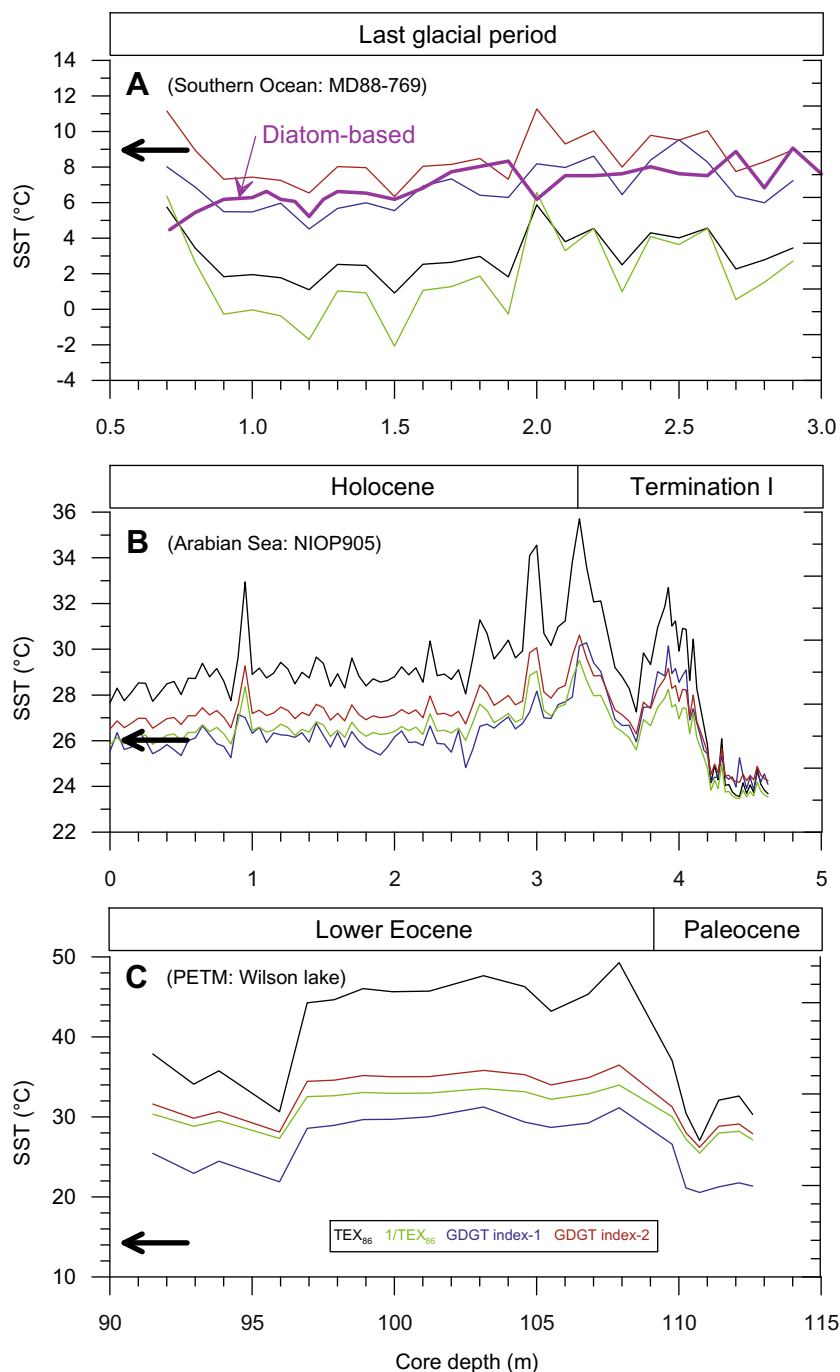 Last glacial period
A (Southern Ocean: MD88-769)
Diatom-based
SST (°C)
14
12
10
8
6
4
2
0
-2
-4
0.5 1.0 1.5 2.0 2.5 3.0
Holocene Termination I
B (Arabian Sea: NIOP905)
SST (°C)
36
34
32
30
28
26
24
22
0 1 2 3 4 5
Lower Eocene Paleocene
C (PETM: Wilson lake)
SST (°C)
50
40
30
20
10
TEX₈₆ 1/TEX₈₆ GDGT index-1 GDGT index-2
90 95 100 105 110 115
Core depth (m)